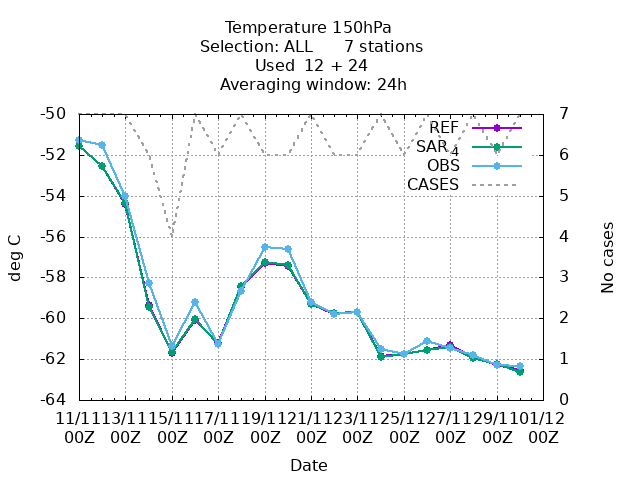 Temperature 150hPa
Selection: ALL 7 stations
Used 12 + 24
Averaging window: 24h
-50 7
REF
-52 6
SAR 4
OBS
CASES
-54 5
-56 4
deg C
No cases
-58 3
-60 2
-62 1
-64 0
11/11 13/11 15/11 17/11 19/11 21/11 23/11 25/11 27/11 29/11 01/12
00Z 00Z 00Z 00Z 00Z 00Z 00Z 00Z 00Z 00Z 00Z
Date